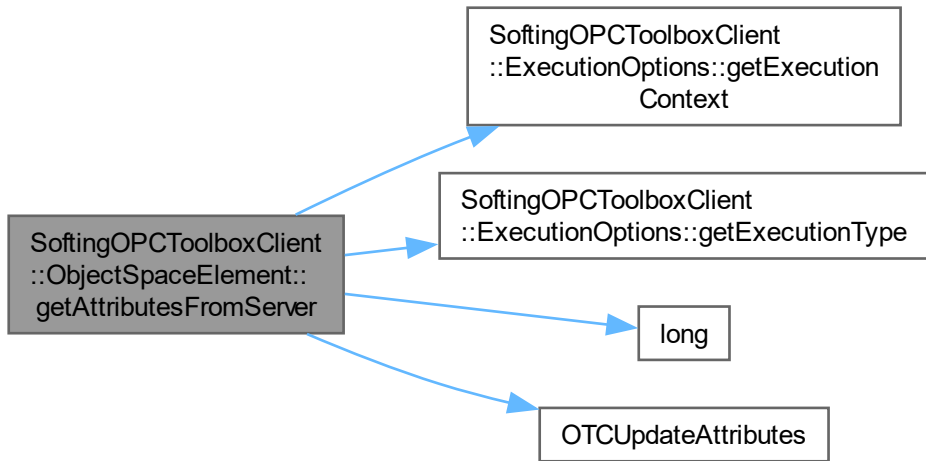 SoftingOPCToolboxClient
::ExecutionOptions::getExecution
Context
SoftingOPCToolboxClient
::ExecutionOptions::getExecutionType
SoftingOPCToolboxClient
::ObjectSpaceElement::
getAttributesFromServer
long
OTCUpdateAttributes